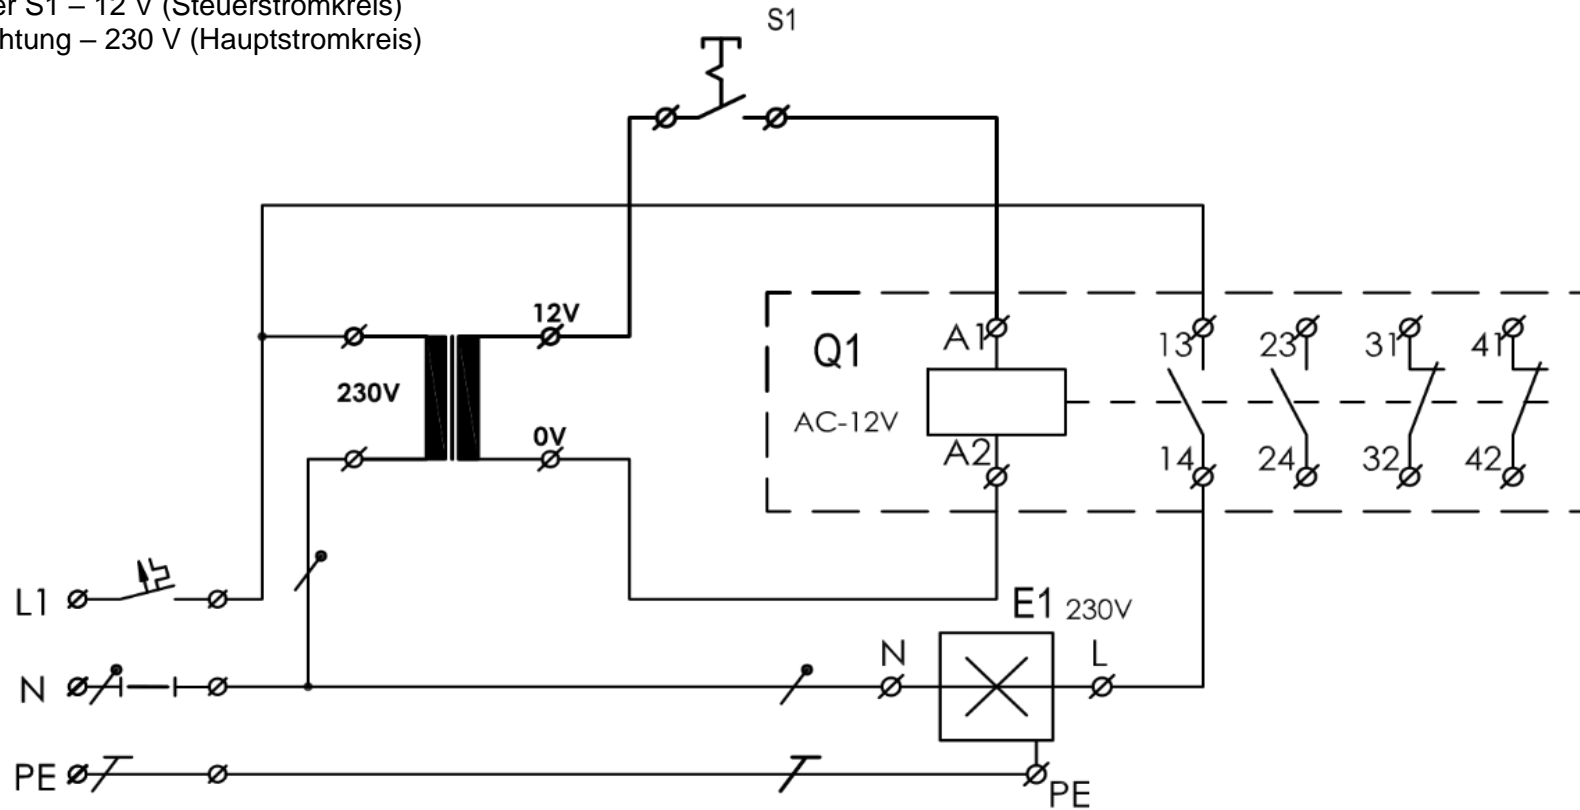 er S1 – 12 V (Steuerstromkreis)
chtung – 230 V (Hauptstromkreis)
S1
12V
230V
0V
Q1
AC-12V
A1
A2
13
23
31
41
14
24
32
42
L1
E1 230V
N
N
L
PE
PE